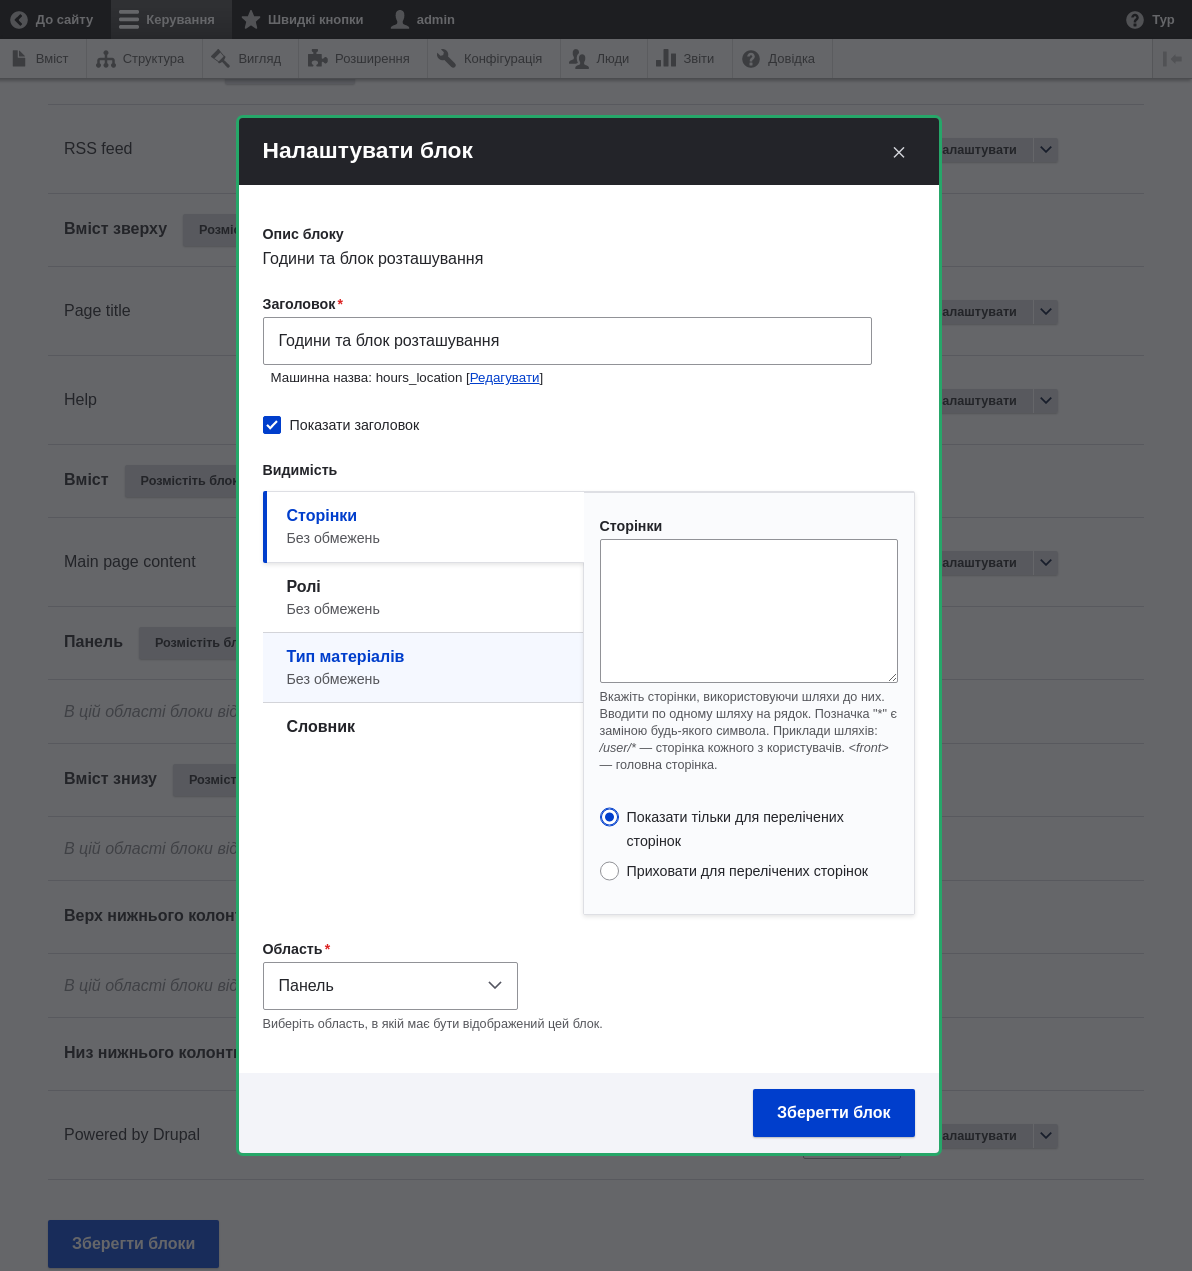 До сайту
Керування
Швидкі кнопки
admin
Тур
Вміст
Структура
Вигляд
Розширення
Конфігурація
Люди
Звіти
Довідка
Налаштувати блок
RSS feed
алаштувати
Вміст зверху
Розміс
Опис блоку
Години та блок розташування
Page title
алаштувати
Заголовок*
Години та блок розташування
Машинна назва: hours_location [Редагувати]
Help
алаштувати
Показати заголовок
Видимість
Вміст
Розмістіть блок
Сторінки
Без обмежень
Сторінки
Main page content
алаштувати
Ролі
Без обмежень
Панель
Розмістіть бл
Тип матеріалів
Без обмежень
Вкажіть сторінки, використовуючи шляхи до них.
Вводити по одному шляху на рядок. Позначка "*" є
заміною будь-якого символа. Приклади шляхів:
/user/* — сторінка кожного з користувачів. <front>
— головна сторінка.
В цій області блоки від
Словник
Вміст знизу
Розміст
Показати тільки для перелічених
сторінок
Приховати для перелічених сторінок
В цій області блоки від
Верх нижнього колонт
Область*
Панель
Виберіть область, в якій має бути відображений цей блок.
В цій області блоки від
Низ нижнього колонт
Зберегти блок
Powered by Drupal
алаштувати
Зберегти блоки